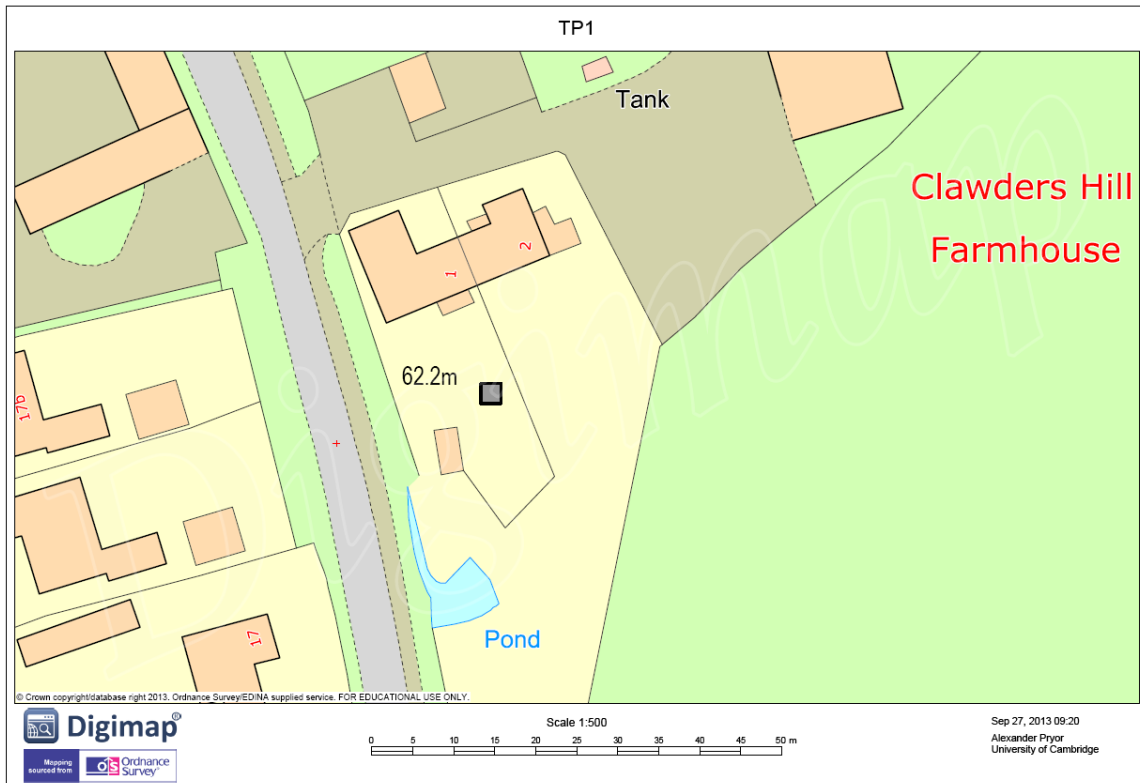 TP1
Tank
Clawders Hill
Farmhouse
1
2
62.2m
17b
17
Pond
Digimap
© Crown copyright/database right 2013. Ordnance Survey/EDINA supplied service. FOR EDUCATIONAL USE ONLY.
Digimap®
Mapping
sourced from
OS Ordnance
Survey®
Scale 1:500
0 5 10 15 20 25 30 35 40 45 50 m
Sep 27, 2013 09:20
Alexander Pryor
University of Cambridge